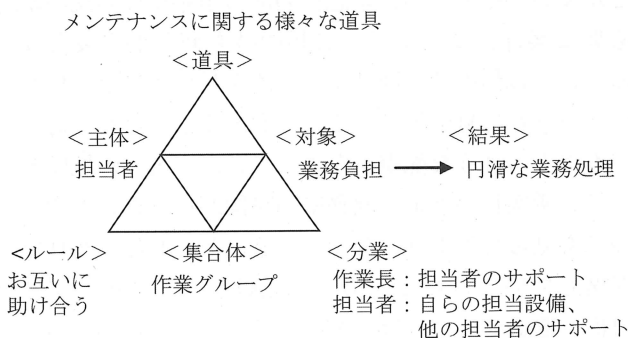 メンテナンスに関する様々な道具
＜道具＞
＜主体＞
担当者
＜対象＞
業務負担
＜結果＞
円滑な業務処理
<ルール＞
お互いに
助け合う
＜集合体＞
作業グループ
＜分業＞
作業長：担当者のサポート
担当者：自らの担当設備、
他の担当者のサポート